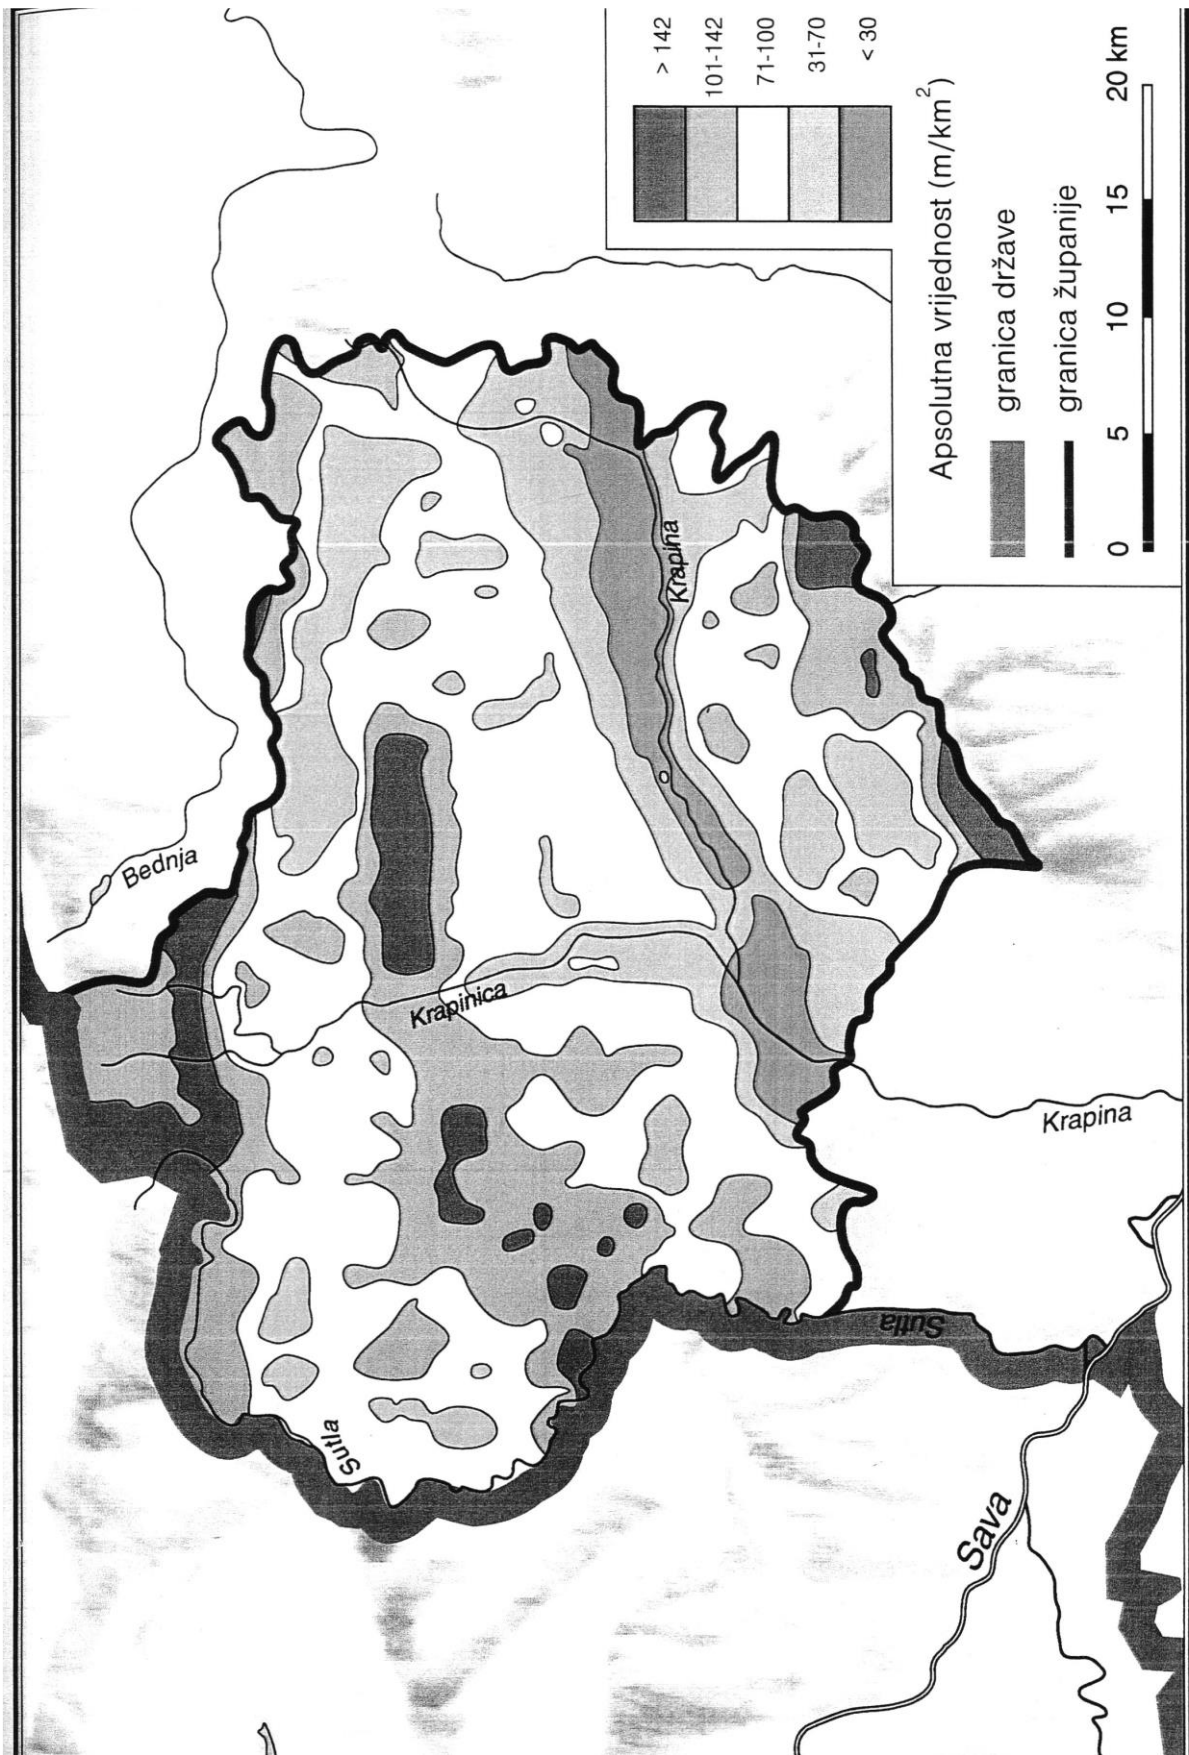 Bednja
Krapinica
Krapina
Krapina
Sutla
Sutla
Sava
> 142
101-142
71-100
31-70
< 30
Apsolutna vrijednost (m/km²)
granica države
granica županije
0 5 10 15 20 km